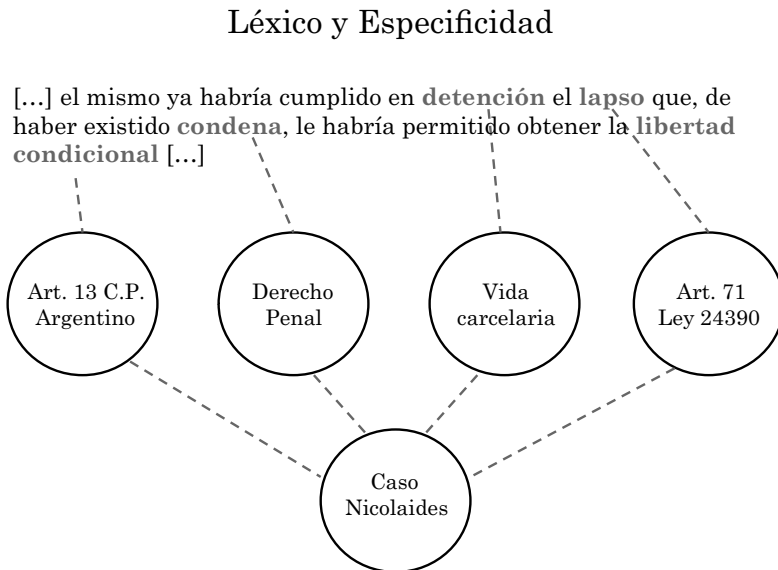 Léxico y Especificidad
[...] el mismo ya habría cumplido en detención el lapso que, de
haber existido condena, le habría permitido obtener la libertad
condicional [...]
Art. 13 C.P.
Argentino
Derecho
Penal
Vida
carcelaria
Art. 71
Ley 24390
Caso
Nicolaides